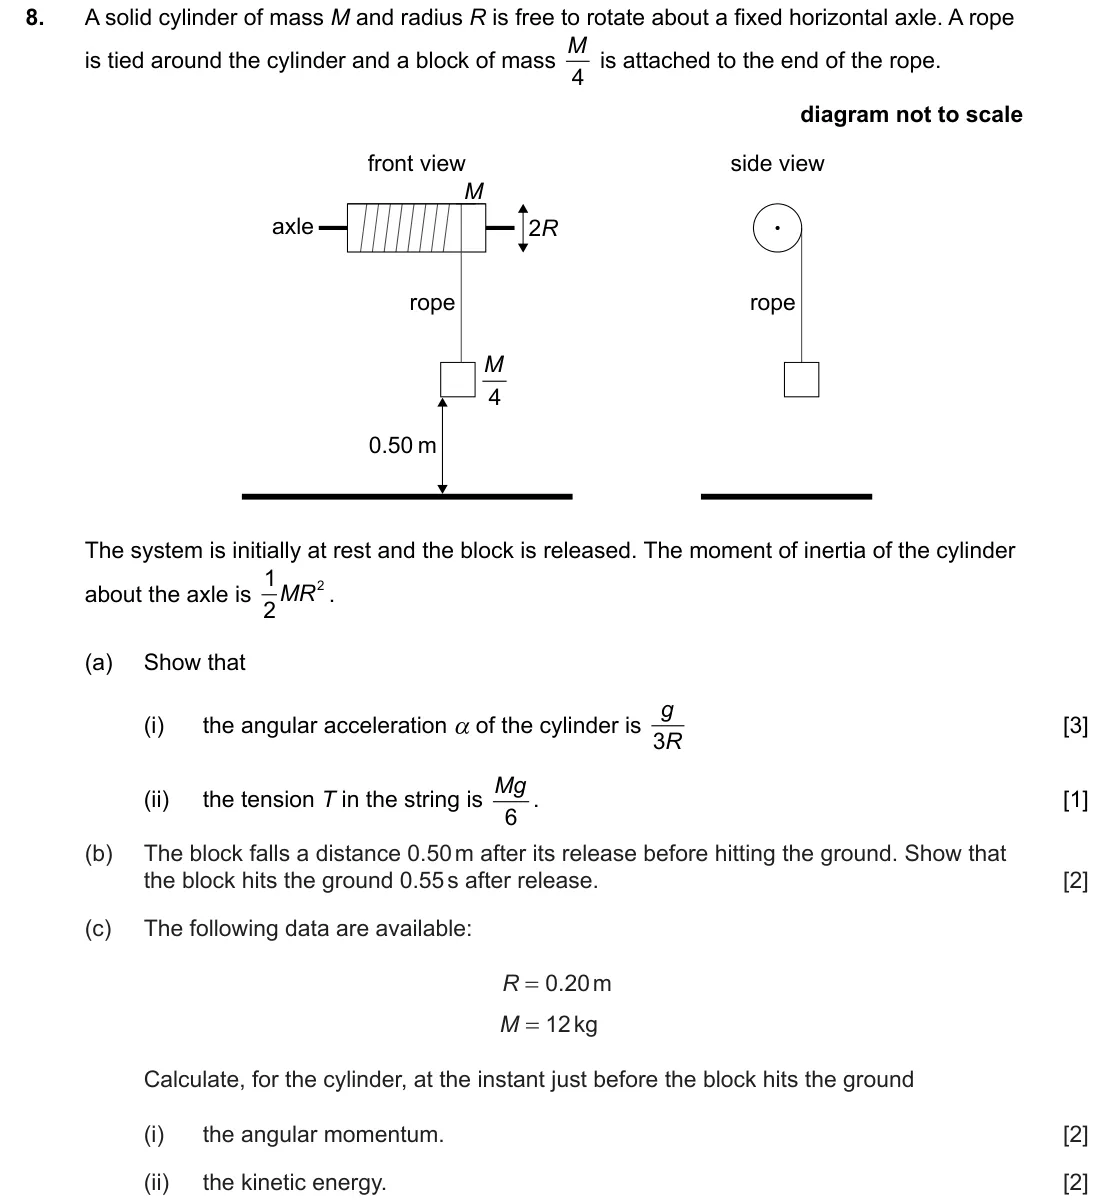 8. A solid cylinder of mass M and radius R is free to rotate about a fixed horizontal axle. A rope
is tied around the cylinder and a block of mass M/4 is attached to the end of the rope.
diagram not to scale
front view
side view
M
axle
2R
rope
rope
M/4
0.50 m
The system is initially at rest and the block is released. The moment of inertia of the cylinder
about the axle is 1/2 MR².
(a) Show that
(i) the angular acceleration α of the cylinder is g/3R [3]
(ii) the tension T in the string is Mg/6. [1]
(b) The block falls a distance 0.50 m after its release before hitting the ground. Show that
the block hits the ground 0.55 s after release. [2]
(c) The following data are available:
R = 0.20 m
M = 12 kg
Calculate, for the cylinder, at the instant just before the block hits the ground
(i) the angular momentum. [2]
(ii) the kinetic energy. [2]